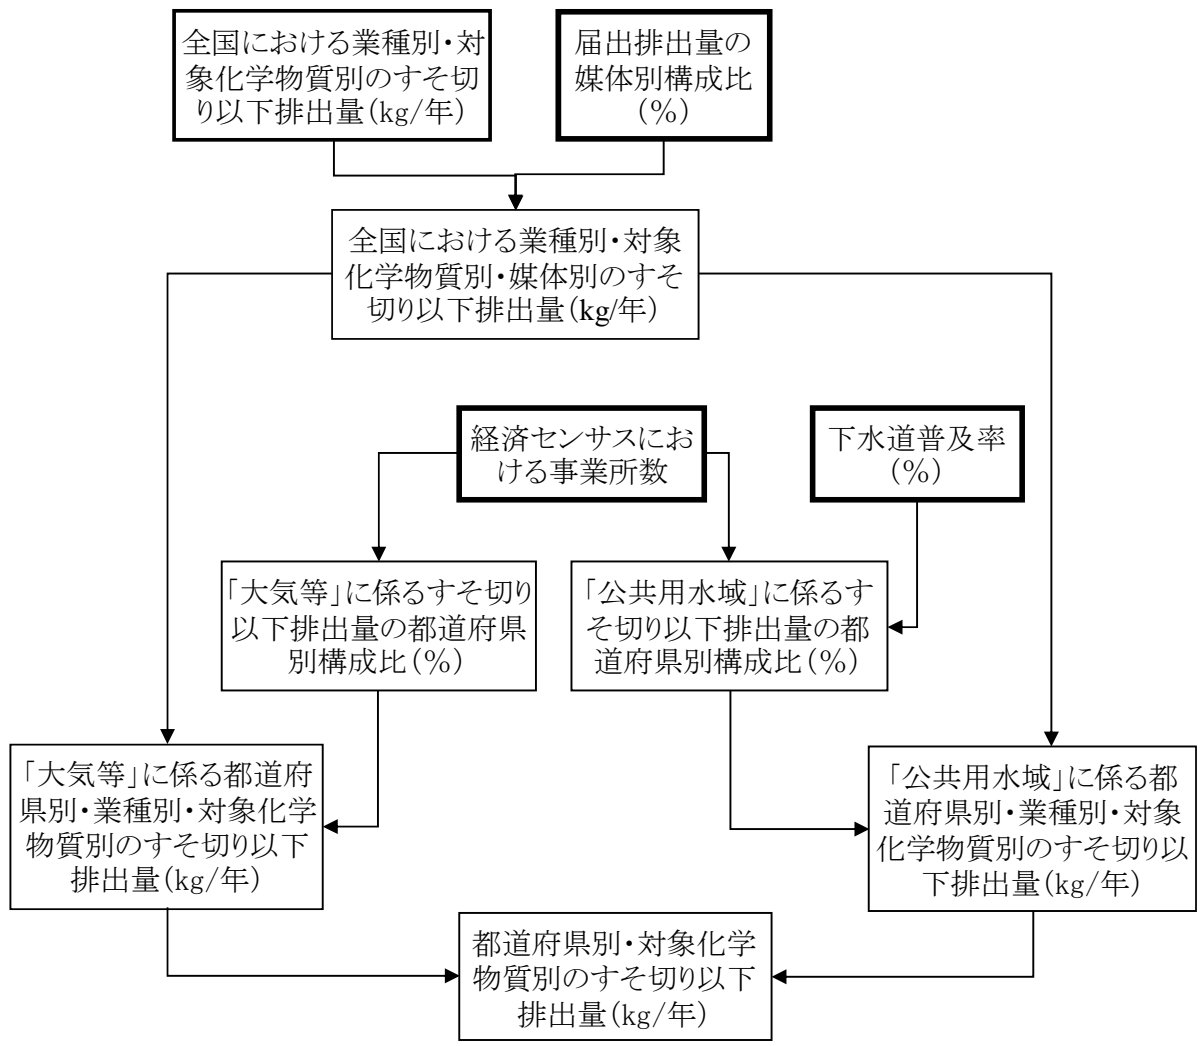 全国における業種別・対
象化学物質別のすそ切
り以下排出量(kg/年)
届出排出量の
媒体別構成比
(%)
全国における業種別・対象
化学物質別・媒体別のすそ
切り以下排出量(kg/年)
経済センサスにお
ける事業所数
下水道普及率
(%)
「大気等」に係るすそ切り
以下排出量の都道府県
別構成比(%)
「公共用水域」に係るす
そ切り以下排出量の都
道府県別構成比(%)
「大気等」に係る都道府
県別・業種別・対象化学
物質別のすそ切り以下
排出量(kg/年)
「公共用水域」に係る都
道府県別・業種別・対象
化学物質別のすそ切り以
下排出量(kg/年)
都道府県別・対象化学
物質別のすそ切り以下
排出量(kg/年)